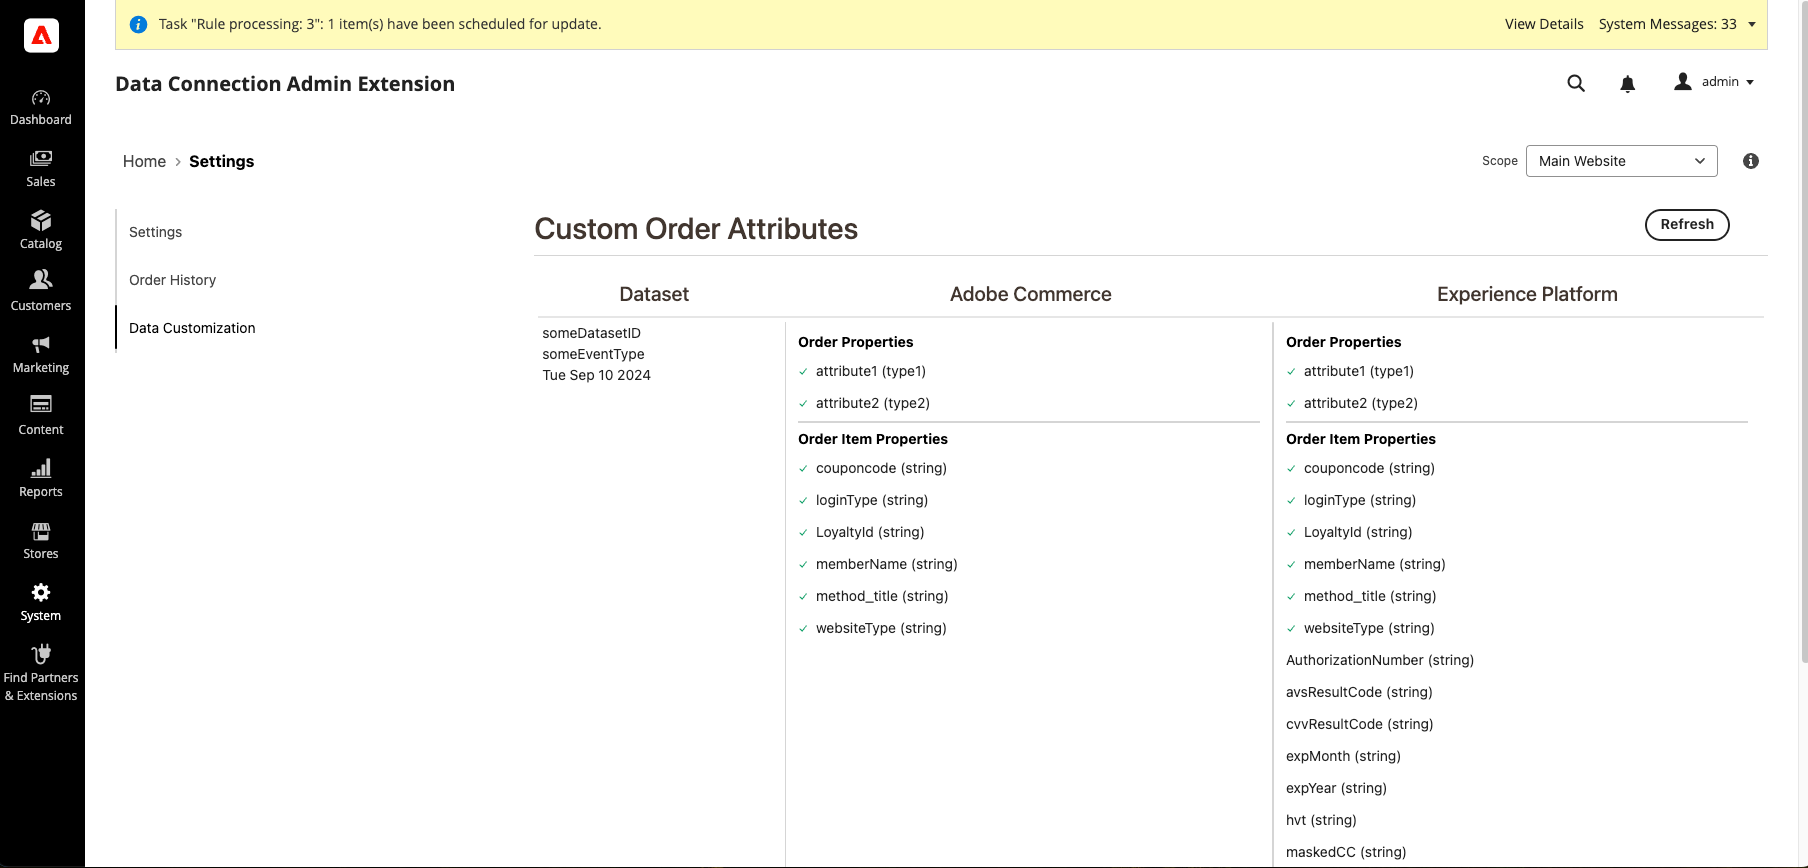 Task "Rule processing: 3": 1 item(s) have been scheduled for update.
View Details
System Messages: 33
Data Connection Admin Extension
admin
Dashboard
Sales
Catalog
Customers
Marketing
Content
Reports
Stores
System
Find Partners
& Extensions
Home > Settings
Scope
Main Website
Settings
Order History
Data Customization
Custom Order Attributes
Refresh
Dataset
Adobe Commerce
Experience Platform
someDatasetID
someEventType
Tue Sep 10 2024
Order Properties
attribute1 (type1)
attribute2 (type2)
Order Item Properties
couponcode (string)
loginType (string)
LoyaltyId (string)
memberName (string)
method_title (string)
websiteType (string)
Order Properties
attribute1 (type1)
attribute2 (type2)
Order Item Properties
couponcode (string)
loginType (string)
LoyaltyId (string)
memberName (string)
method_title (string)
websiteType (string)
AuthorizationNumber (string)
avsResultCode (string)
cvvResultCode (string)
expMonth (string)
expYear (string)
hvt (string)
maskedCC (string)